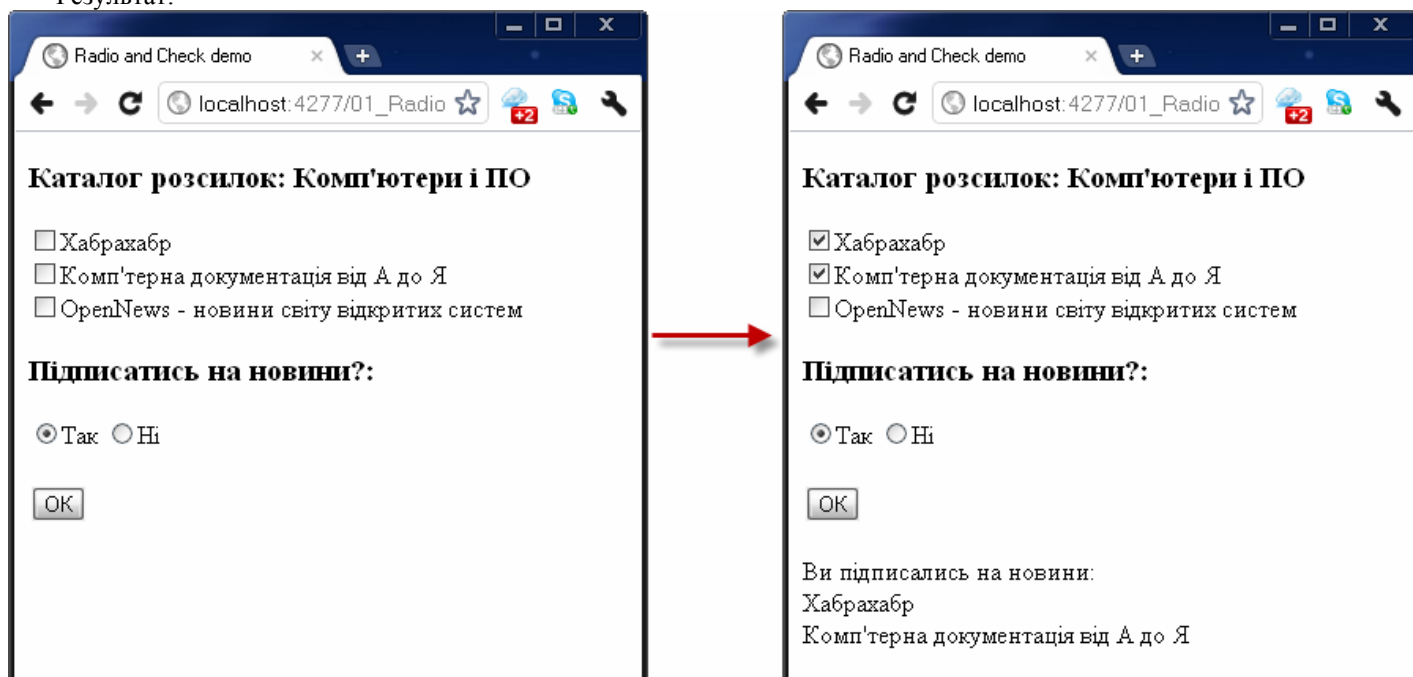 Результат:
Radio and Check demo
localhost:4277/01_Radio
+2
Каталог розсилок: Комп'ютери і ПО
Хабрахабр
Комп'терна документація від А до Я
OpenNews - новини світу відкритих систем
Підписатись на новини?:
Так Ні
OK
Radio and Check demo
localhost:4277/01_Radio
+2
Каталог розсилок: Комп'ютери і ПО
Хабрахабр
Комп'терна документація від А до Я
OpenNews - новини світу відкритих систем
Підписатись на новини?:
Так Ні
OK
Ви підписались на новини:
Хабрахабр
Комп'терна документація від А до Я